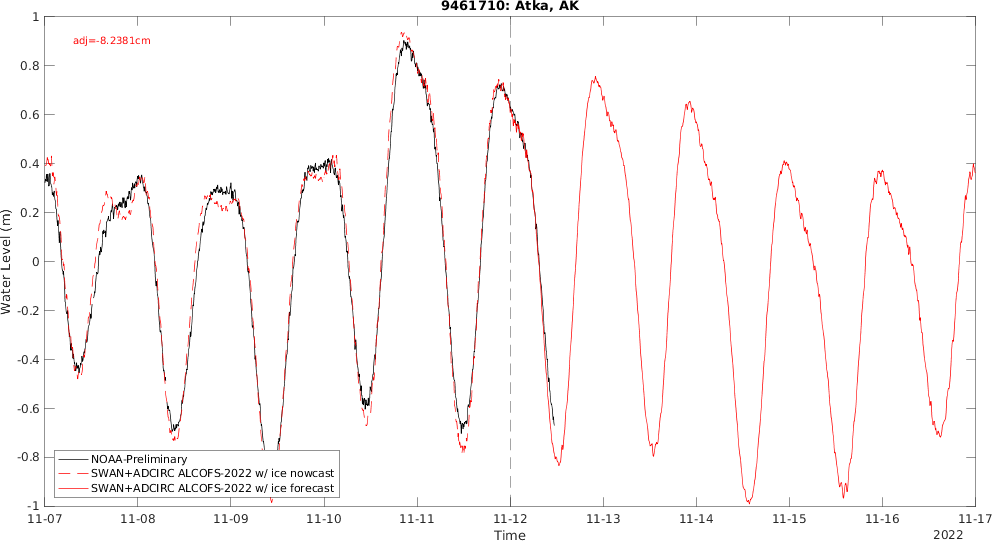 9461710: Atka, AK
adj=-8.2381cm
Water Level (m)
1
0.8
0.6
0.4
0.2
0
-0.2
-0.4
-0.6
-0.8
-1
NOAA-Preliminary
SWAN+ADCIRC ALCOFS-2022 w/ ice nowcast
SWAN+ADCIRC ALCOFS-2022 w/ ice forecast
11-07 11-08 11-09 11-10 11-11 11-12 11-13 11-14 11-15 11-16 11-17
Time
2022